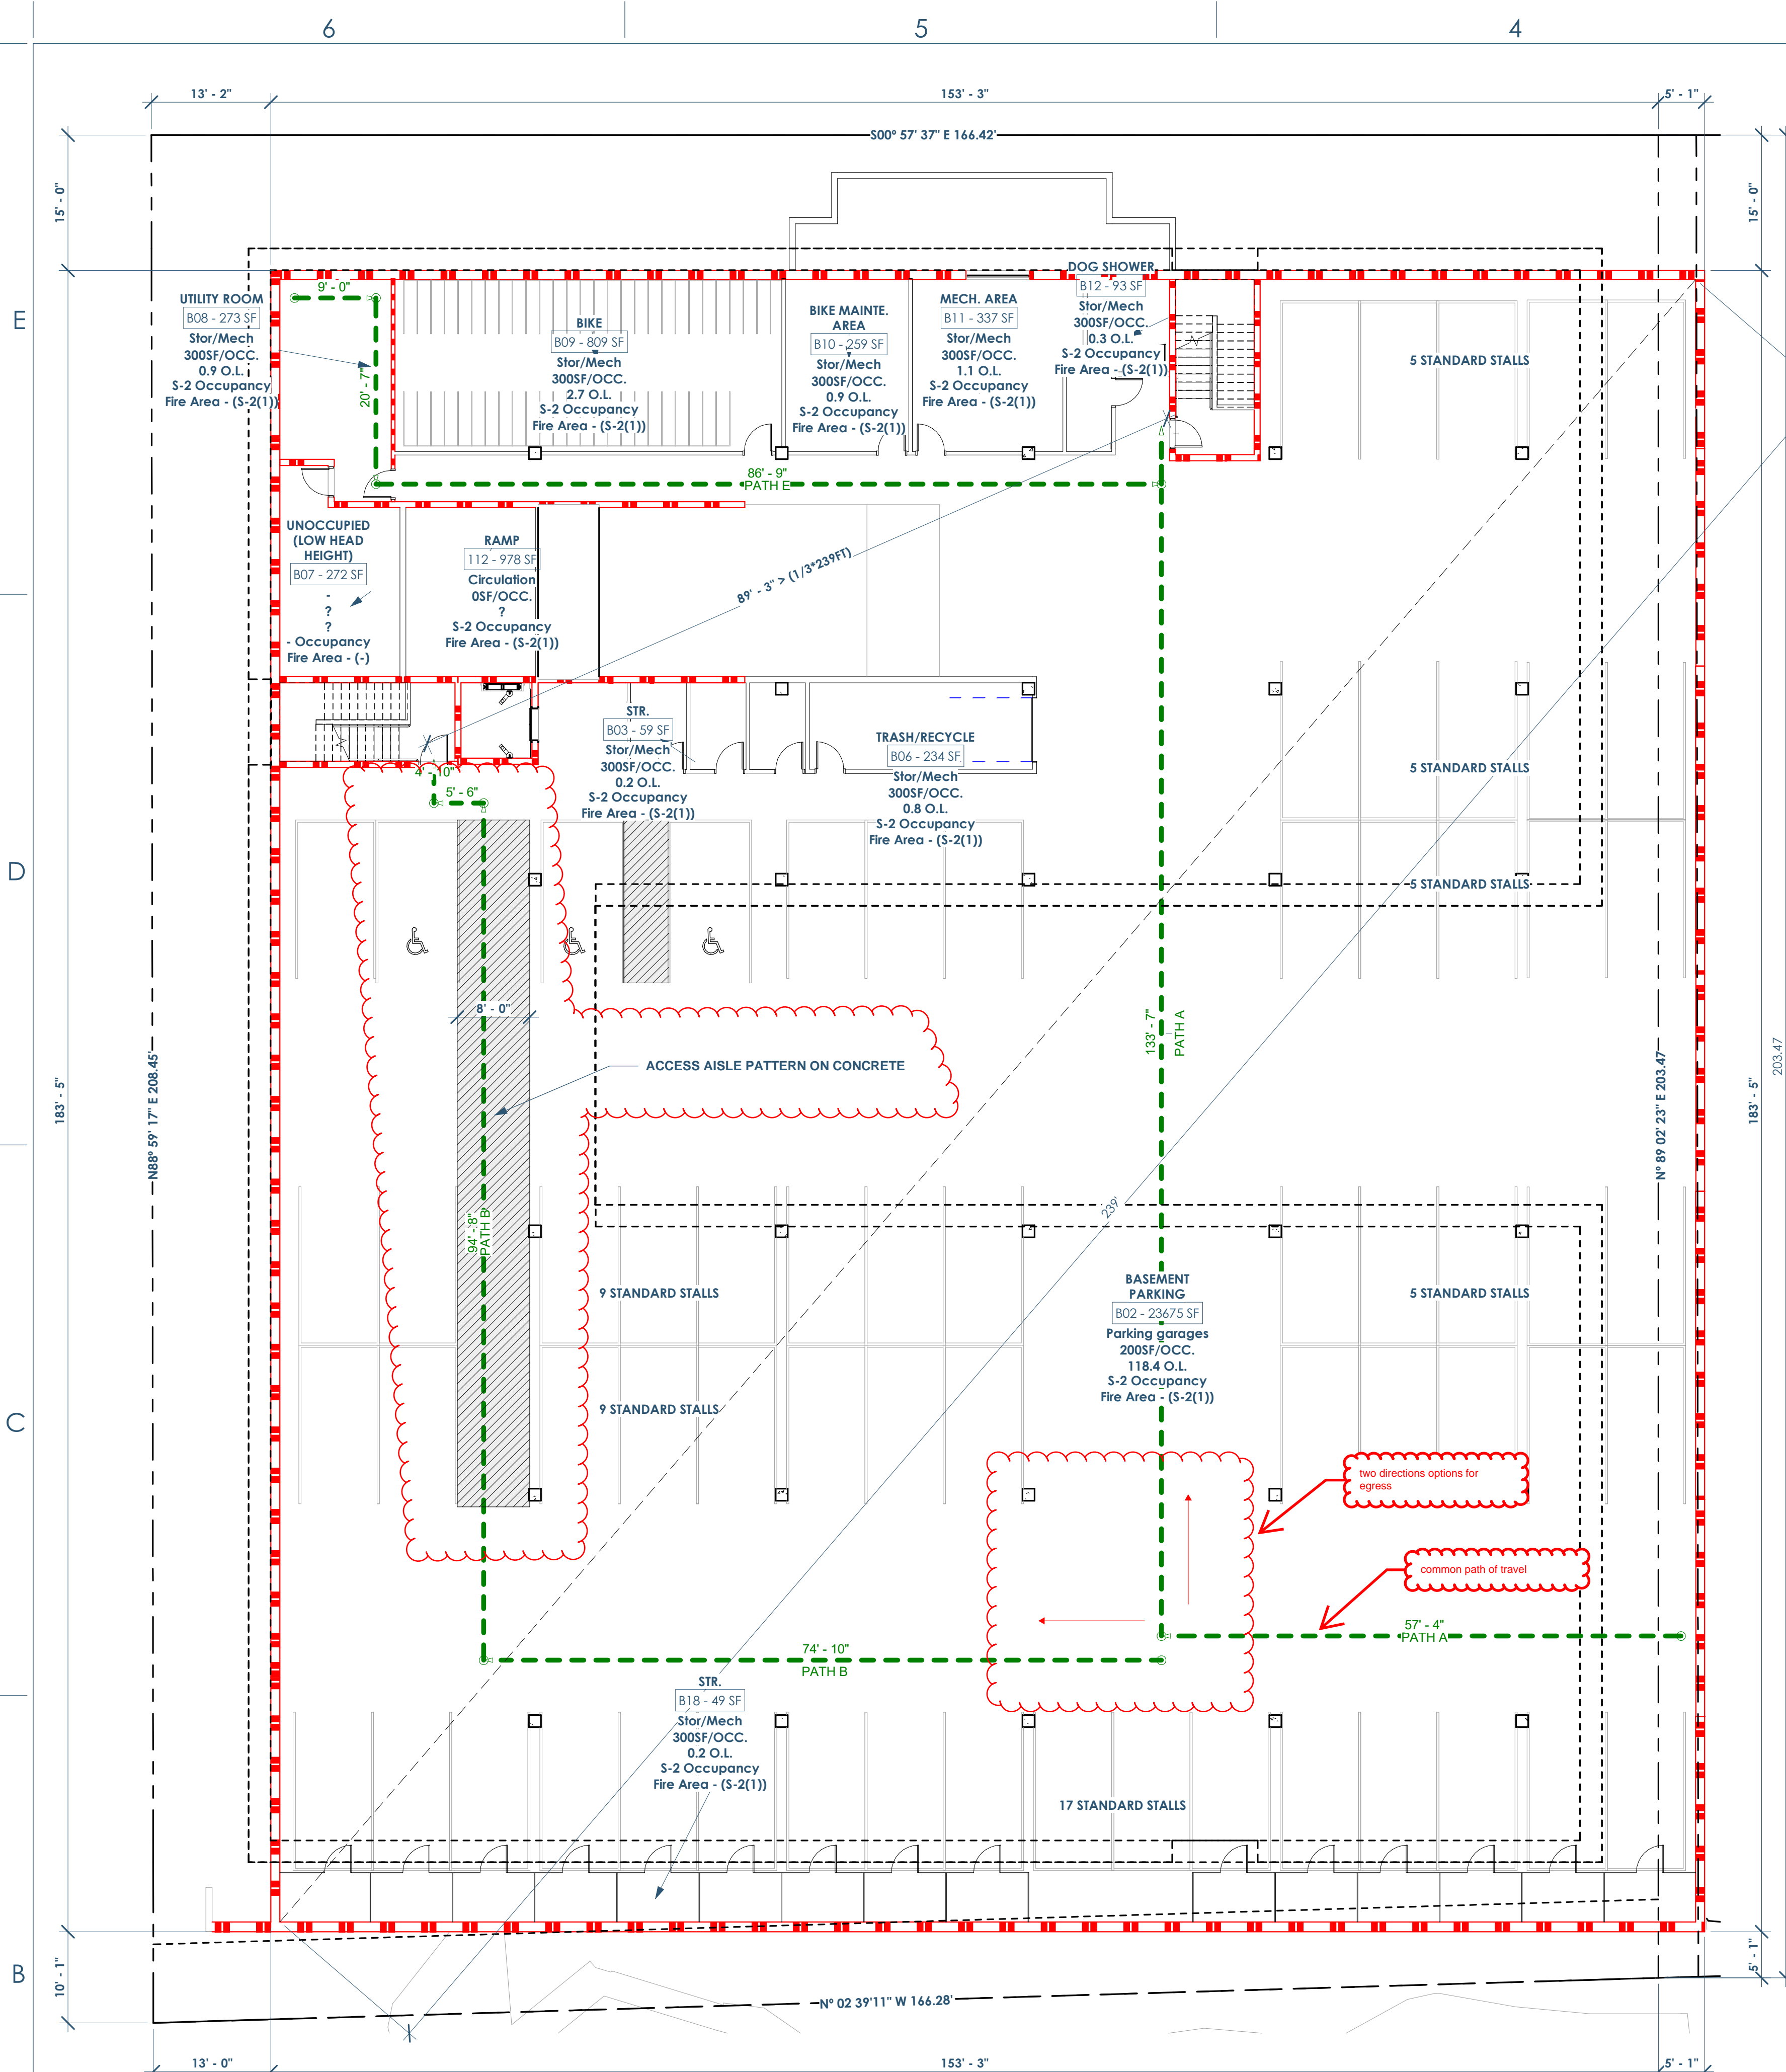 6
5
4
13' - 2"
153' - 3"
5' - 1"
S00° 57' 37" E 166.42'
15' - 0"
15' - 0"
E
UTILITY ROOM
B08 - 273 SF
Stor/Mech
300SF/OCC.
0.9 O.L.
S-2 Occupancy
Fire Area - (S-2(1))
9' - 0"
20' - 7"
BIKE
B09 - 809 SF
Stor/Mech
300SF/OCC.
2.7 O.L.
S-2 Occupancy
Fire Area - (S-2(1))
BIKE MAINTE.
AREA
B10 - 259 SF
Stor/Mech
300SF/OCC.
0.9 O.L.
S-2 Occupancy
Fire Area - (S-2(1))
MECH. AREA
B11 - 337 SF
Stor/Mech
300SF/OCC.
1.1 O.L.
S-2 Occupancy
Fire Area - (S-2(1))
DOG SHOWER
B12 - 93 SF
Stor/Mech
300SF/OCC.
0.3 O.L.
S-2 Occupancy
Fire Area - (S-2(1))
5 STANDARD STALLS
86' - 9"
PATH E
UNOCCUPIED
(LOW HEAD
HEIGHT)
B07 - 272 SF
-
?
?
- Occupancy
Fire Area - (-)
RAMP
112 - 978 SF
Circulation
0SF/OCC.
?
S-2 Occupancy
Fire Area - (S-2(1))
89' - 3" > (1/3*239FT)
STR.
B03 - 59 SF
Stor/Mech
300SF/OCC.
0.2 O.L.
S-2 Occupancy
Fire Area - (S-2(1))
TRASH/RECYCLE
B06 - 234 SF
Stor/Mech
300SF/OCC.
0.8 O.L.
S-2 Occupancy
Fire Area - (S-2(1))
5 STANDARD STALLS
4' - 10"
5' - 6"
D
5 STANDARD STALLS
8' - 0"
ACCESS AISLE PATTERN ON CONCRETE
133' - 7"
PATH A
183' - 5"
N88° 59' 17" E 208.45'
N° 89 02' 23" E 203.47
183' - 5"
203.47
94' - 8"
PATH B
239'
9 STANDARD STALLS
BASEMENT
PARKING
B02 - 23675 SF
Parking garages
200SF/OCC.
118.4 O.L.
S-2 Occupancy
Fire Area - (S-2(1))
5 STANDARD STALLS
9 STANDARD STALLS
C
two directions options for
egress
common path of travel
57' - 4"
PATH A
74' - 10"
PATH B
STR.
B18 - 49 SF
Stor/Mech
300SF/OCC.
0.2 O.L.
S-2 Occupancy
Fire Area - (S-2(1))
17 STANDARD STALLS
B
10' - 1"
5' - 1"
N° 02 39'11" W 166.28'
13' - 0"
153' - 3"
5' - 1"